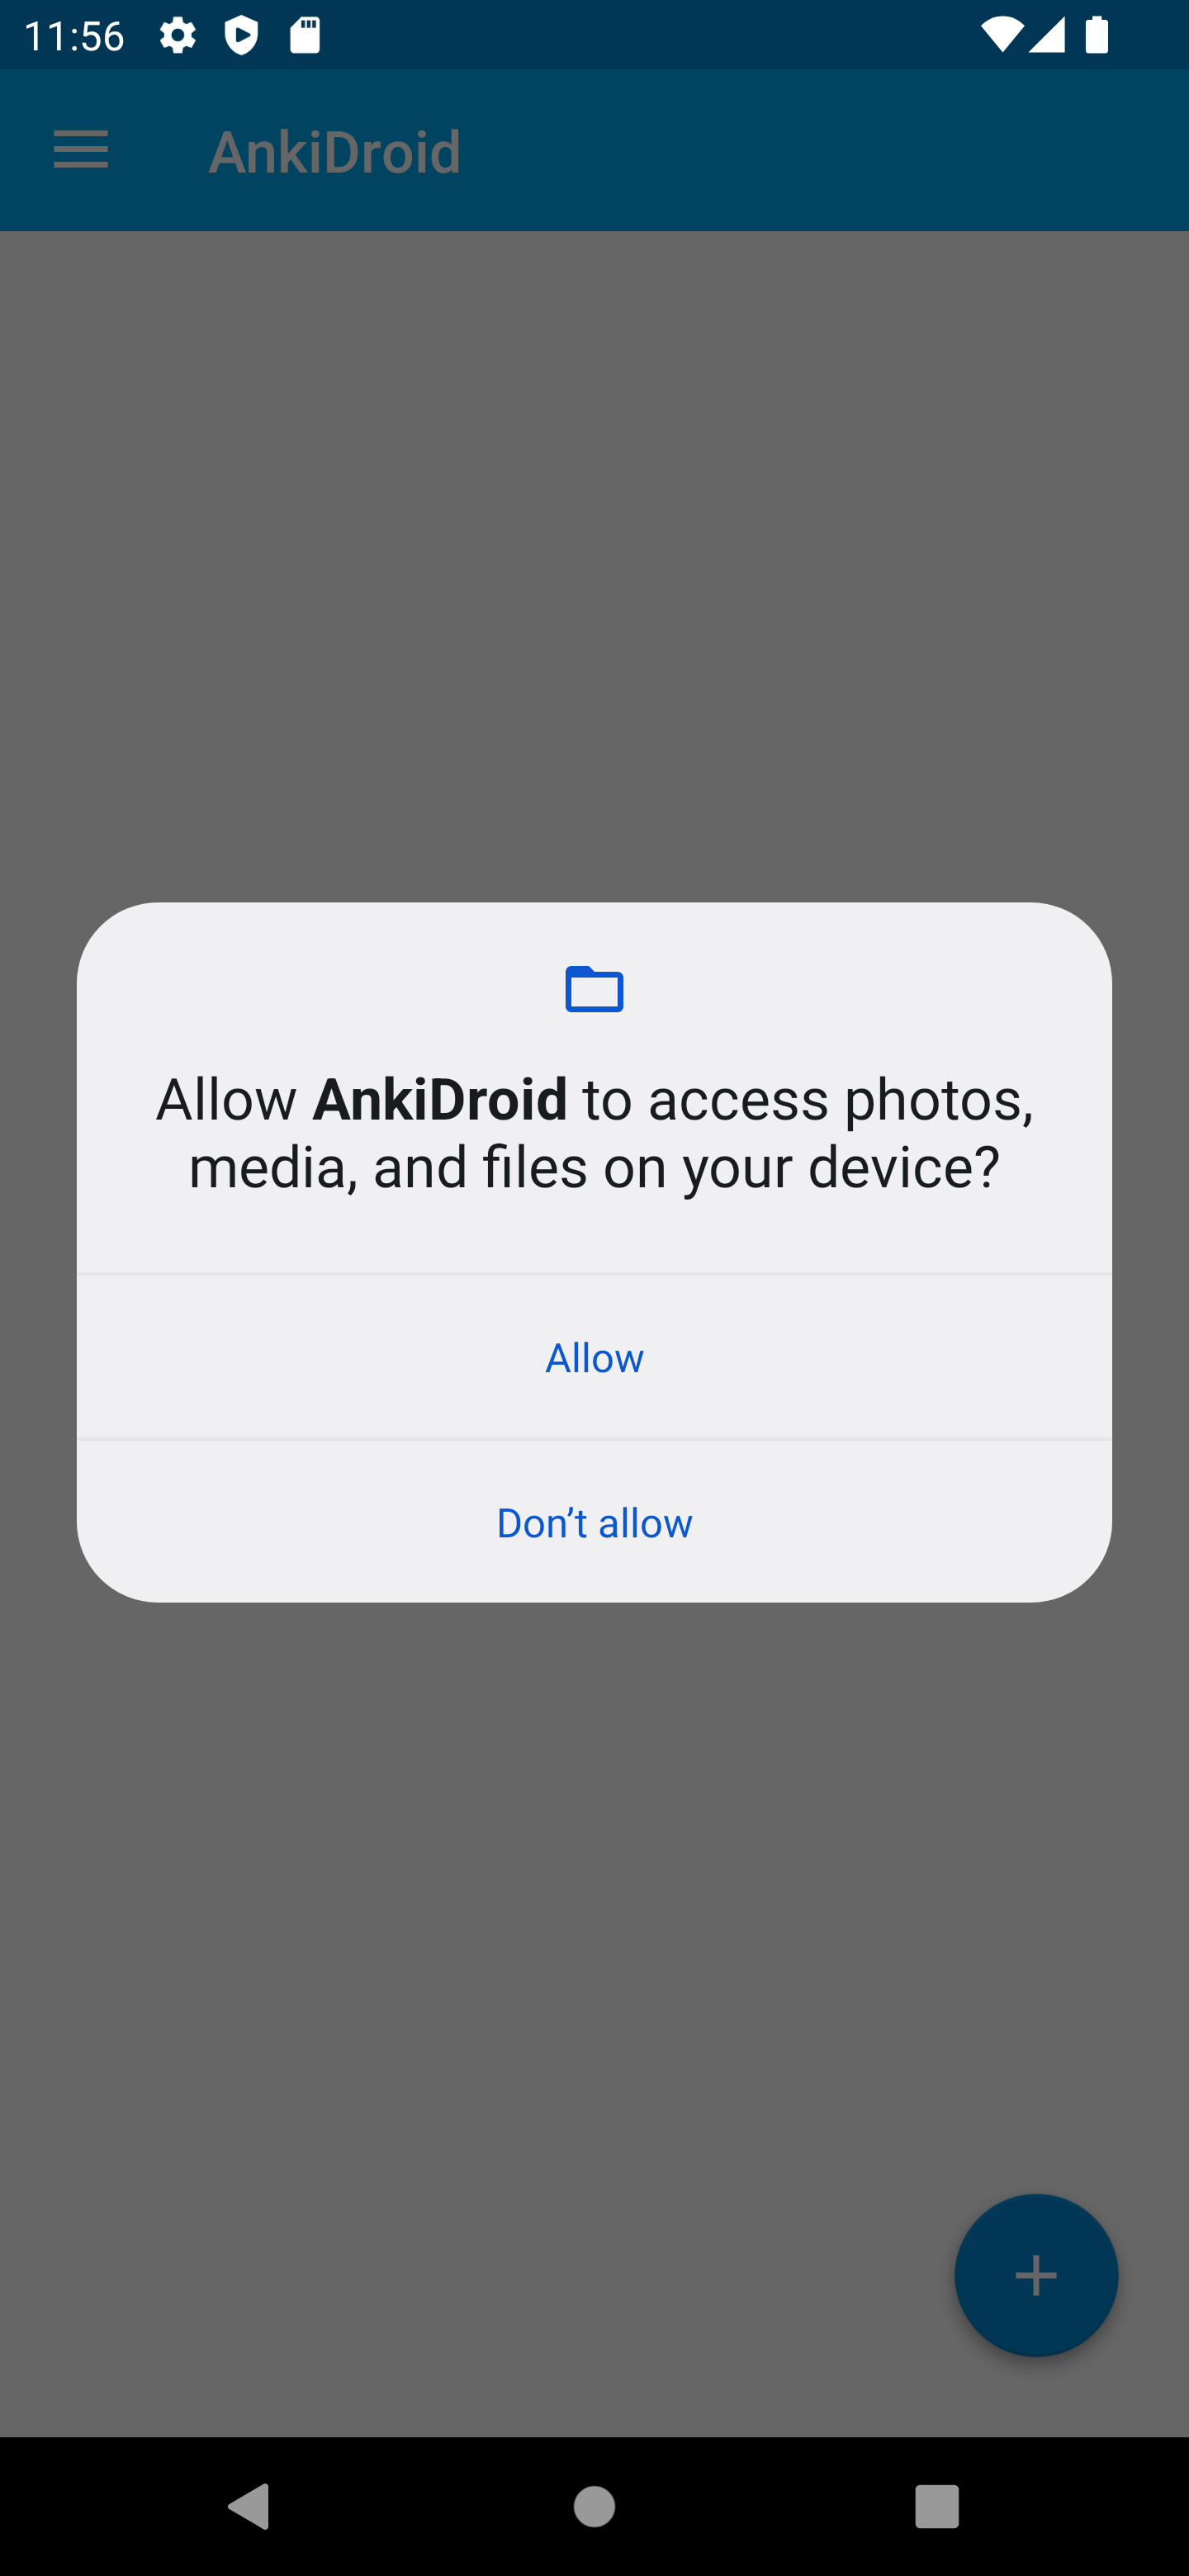 11:56
AnkiDroid
Allow AnkiDroid to access photos,
media, and files on your device?
Allow
Don’t allow